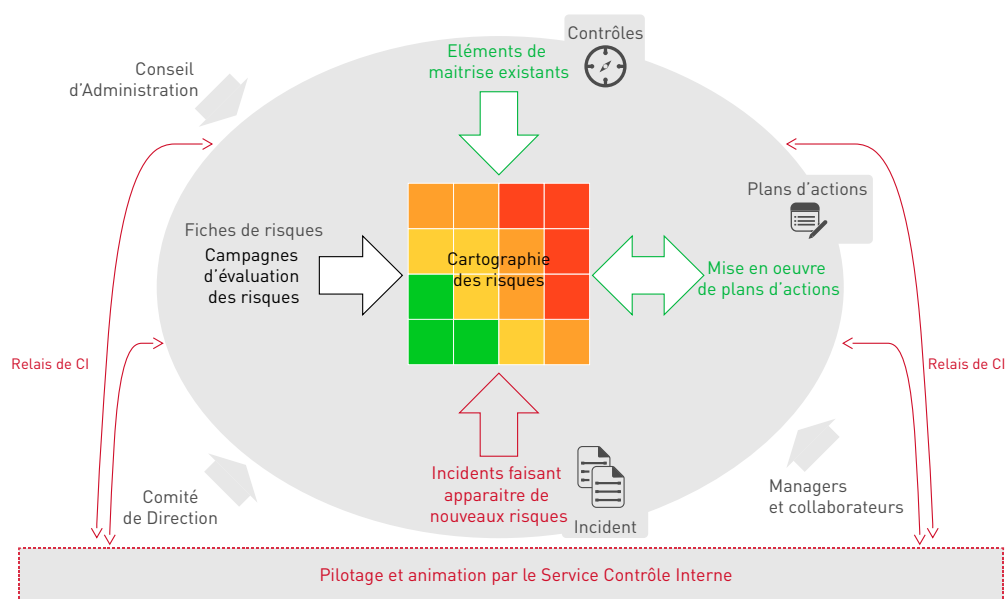 Contrôles
Eléments de
maitrise existants
Conseil
d'Administration
Plans d'actions
Fiches de risques
Campagnes
d'évaluation
des risques
Cartographie
des risques
Mise en oeuvre
de plans d'actions
Relais de CI
Relais de CI
Incidents faisant
apparaitre de
nouveaux risques
Incident
Comité
de Direction
Managers
et collaborateurs
Pilotage et animation par le Service Contrôle Interne